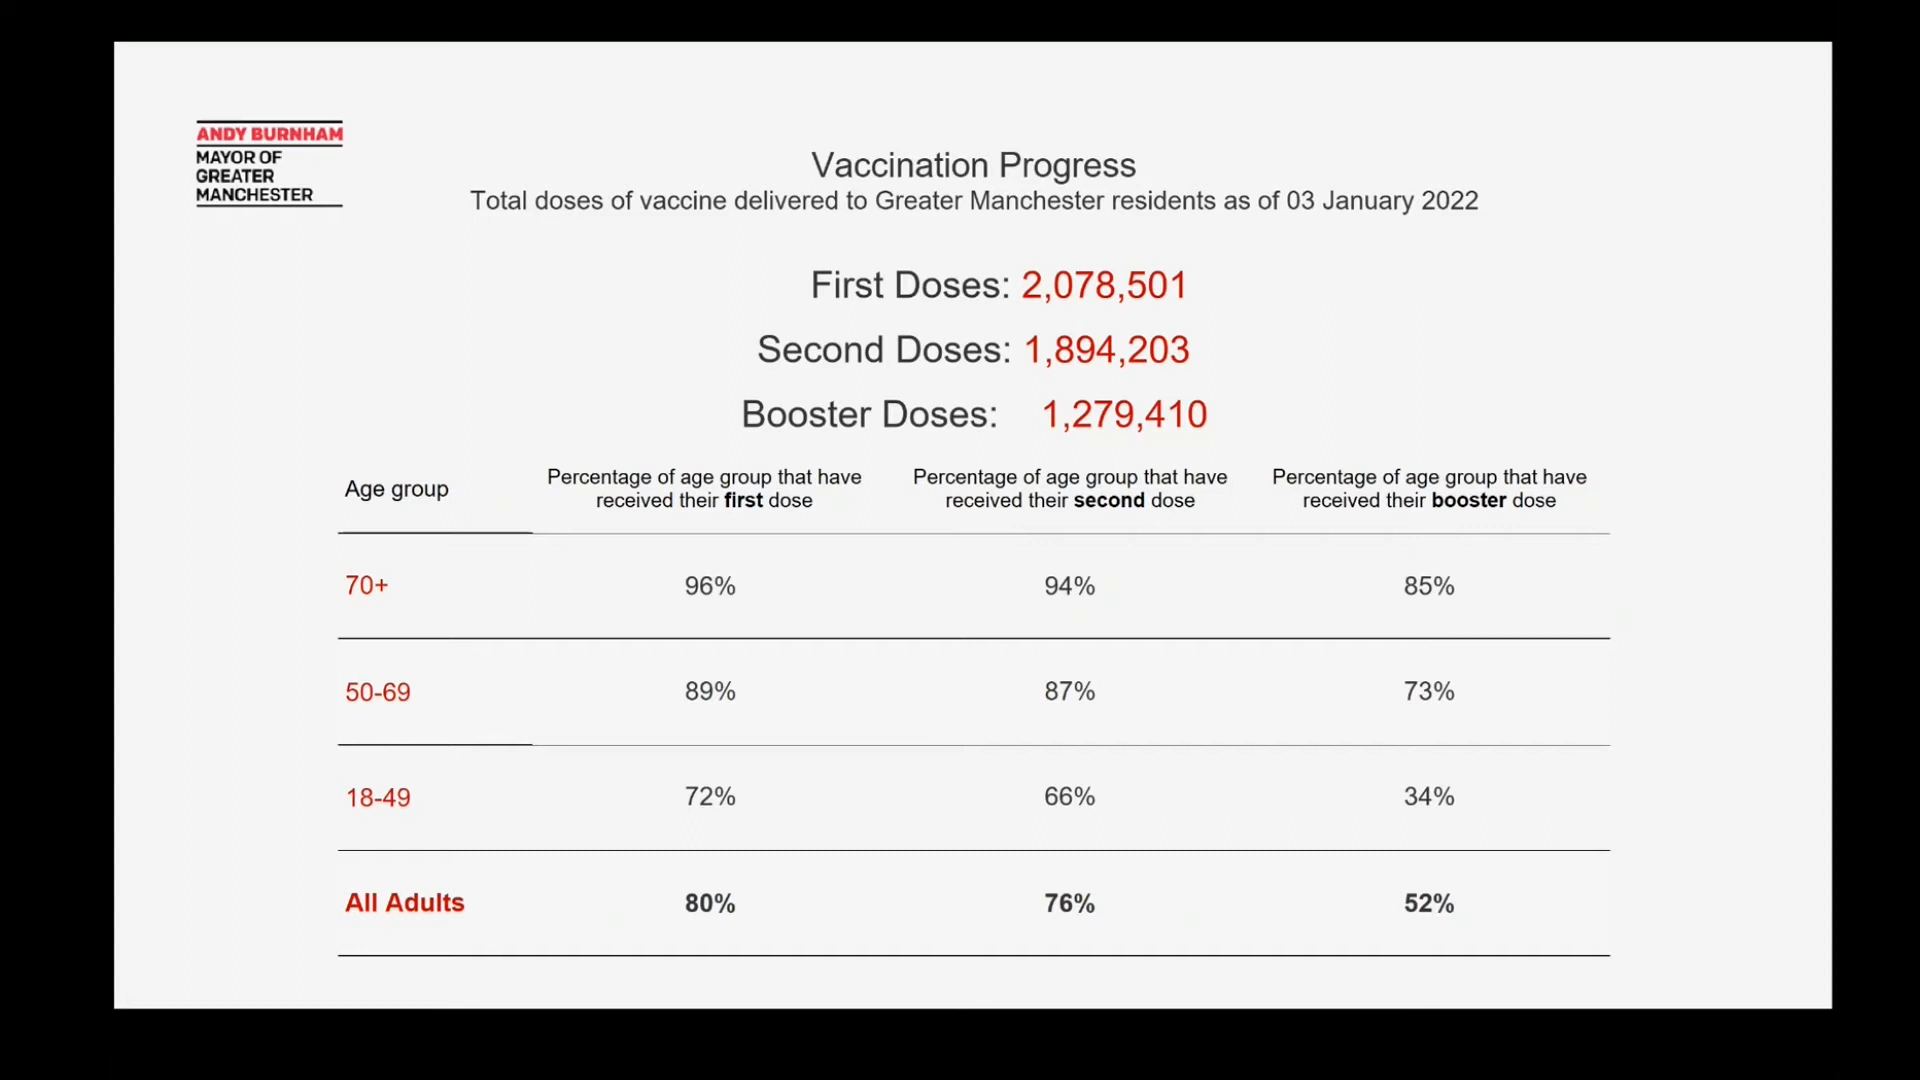 ANDY BURNHAM
MAYOR OF
GREATER
MANCHESTER
Vaccination Progress
Total doses of vaccine delivered to Greater Manchester residents as of 03 January 2022
First Doses: 2,078,501
Second Doses: 1,894,203
Booster Doses: 1,279,410
Age group
Percentage of age group that have
received their first dose
Percentage of age group that have
received their second dose
Percentage of age group that have
received their booster dose
70+ 96% 94% 85%
50-69 89% 87% 73%
18-49 72% 66% 34%
All Adults 80% 76% 52%